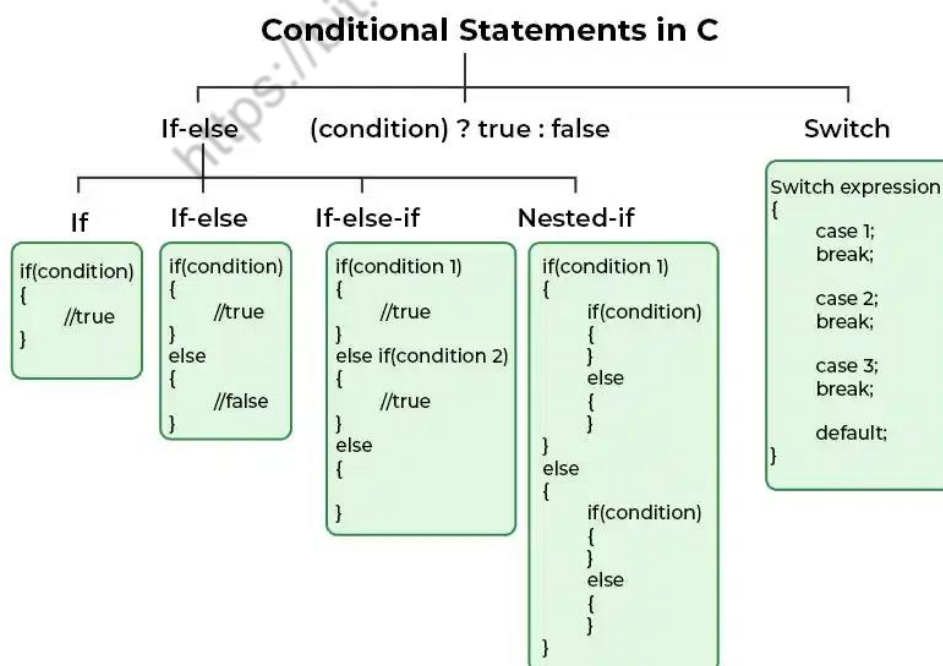 Conditional Statements in C
https://bit.
If-else
(condition) ? true : false
Switch
If
If-else
If-else-if
Nested-if
if(condition)
{
//true
}
if(condition)
{
//true
}
else
{
//false
}
if(condition 1)
{
//true
}
else if(condition 2)
{
//true
}
else
{
}
if(condition 1)
{
if(condition)
{
}
else
{
}
}
else
{
if(condition)
{
}
else
{
}
}
Switch expression
{
case 1;
break;
case 2;
break;
case 3;
break;
default;
}